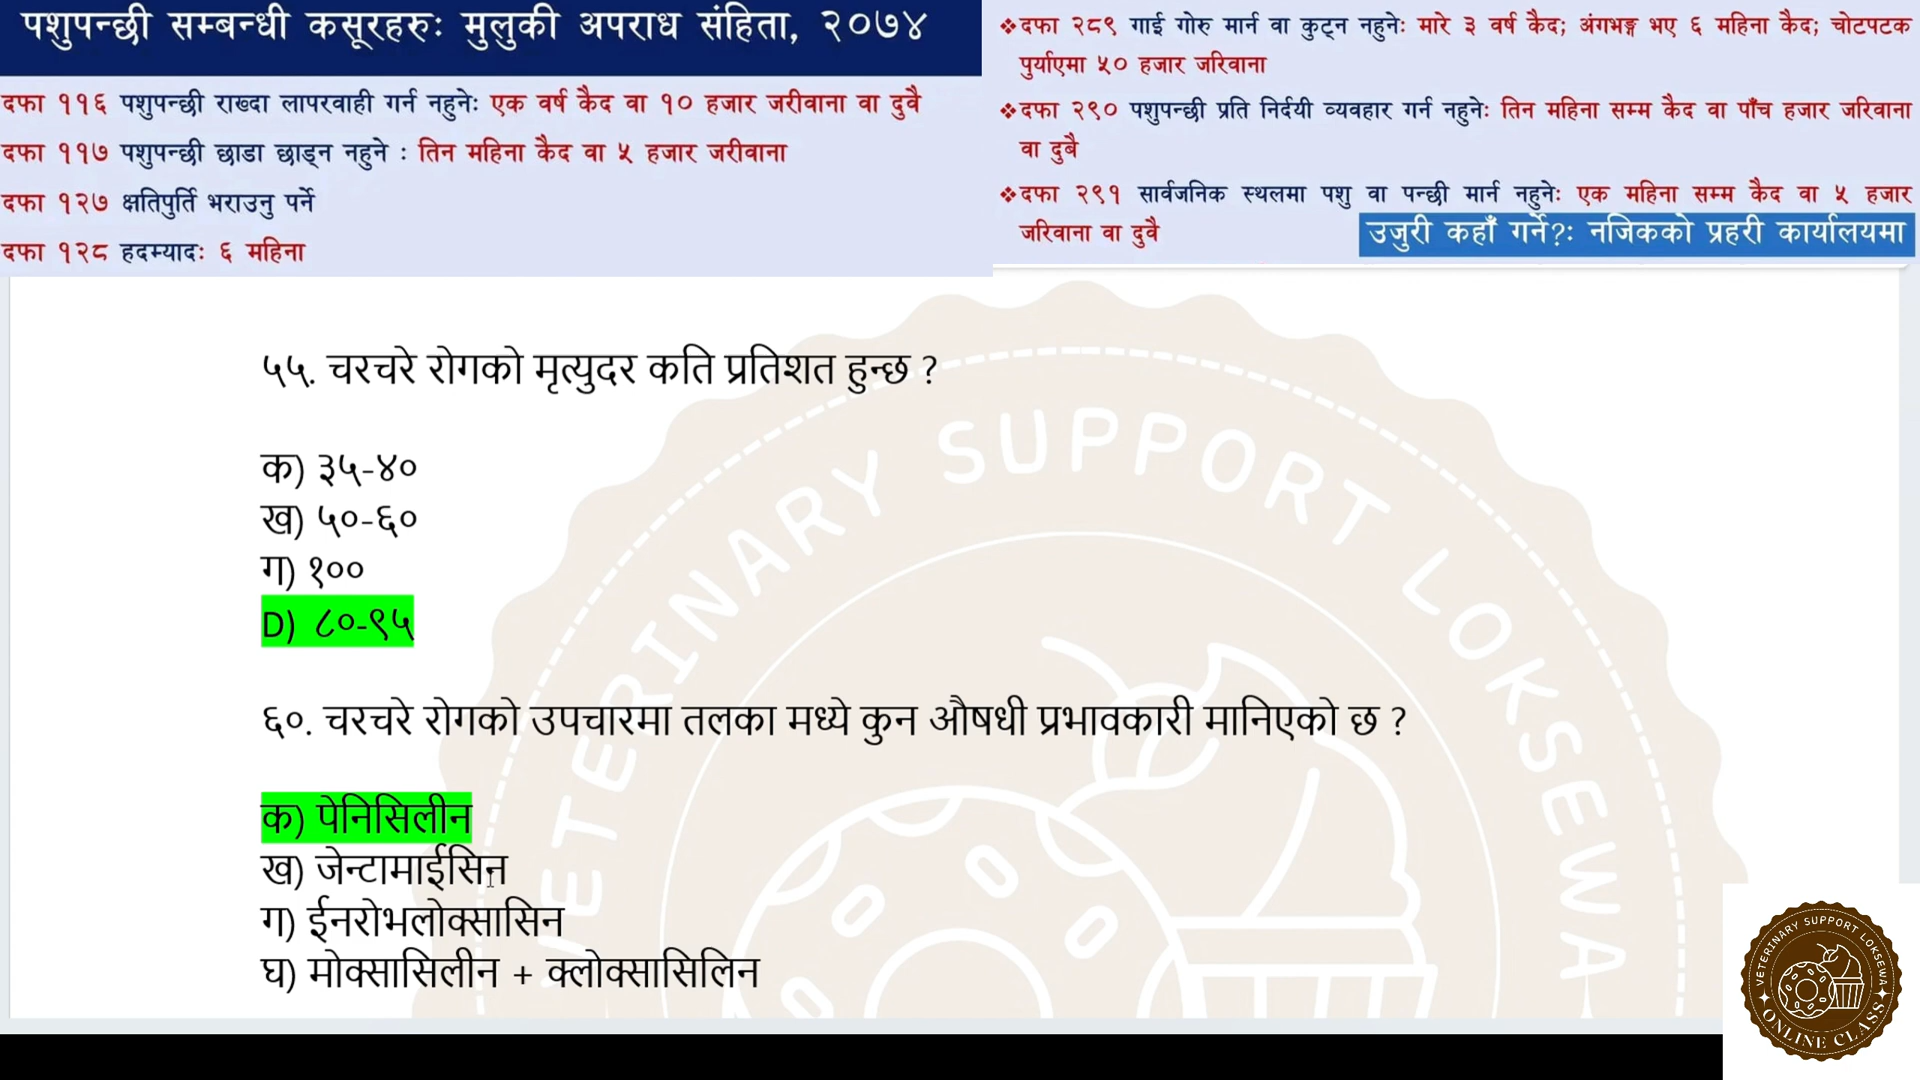 पशुपन्छी सम्बन्धी कसूरहरुः मुलुकी अपराध संहिता, २०७४
दफा ११६ पशुपन्छी राख्दा लापरवाही गर्न नहुनेः एक वर्ष कैद वा १० हजार जरीवाना वा दुवै
दफा ११७ पशुपन्छी छाडा छाड्न नहुने : तिन महिना कैद वा ५ हजार जरीवाना
दफा १२७ क्षतिपुर्ति भराउनु पर्ने
दफा १२८ हदम्यादः ६ महिना
❖दफा २८९ गाई गोरु मार्न वा कुट्न नहुनेः मारे ३ वर्ष कैद; अंगभङ्ग भए ६ महिना कैद; चोटपटक
पुर्याएमा ५० हजार जरिवाना
❖दफा २९० पशुपन्छी प्रति निर्दयी व्यवहार गर्न नहुनेः तिन महिना सम्म कैद वा पाँच हजार जरिवाना
वा दुबै
❖दफा २९१ सार्वजनिक स्थलमा पशु वा पन्छी मार्न नहुनेः एक महिना सम्म कैद वा ५ हजार
जरिवाना वा दुवै
उजुरी कहाँ गर्ने?ः नजिकको प्रहरी कार्यालयमा
५५. चरचरे रोगको मृत्युदर कति प्रतिशत हुन्छ ?
क) ३५-४०
ख) ५०-६०
ग) १००
D) ८०-९५
६०. चरचरे रोगको उपचारमा तलका मध्ये कुन औषधी प्रभावकारी मानिएको छ ?
क) पेनिसिलीन
ख) जेन्टामाईसिन
ग) ईनरोभलोक्सासिन
घ) मोक्सासिलीन + क्लोक्सासिलिन
VETERINARY SUPPORT LOKSEWA
VETERINARY SUPPORT LOKSEWA
ONLINE CLASS